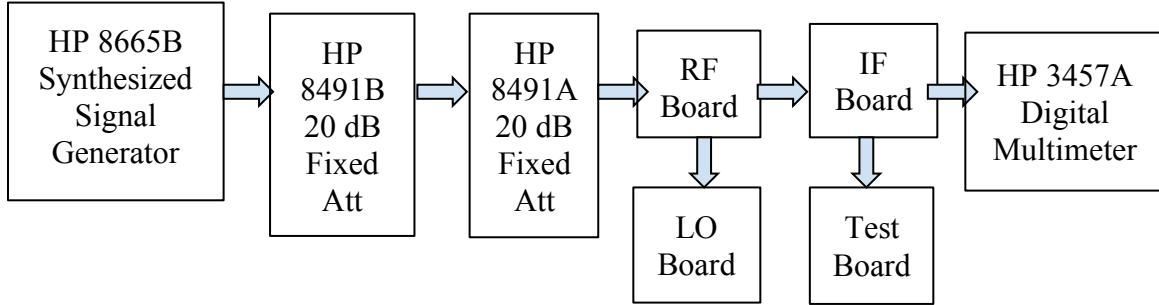 HP 8665B
Synthesized
Signal
Generator
HP
8491B
20 dB
Fixed
Att
HP
8491A
20 dB
Fixed
Att
RF
Board
IF
Board
HP 3457A
Digital
Multimeter
LO
Board
Test
Board